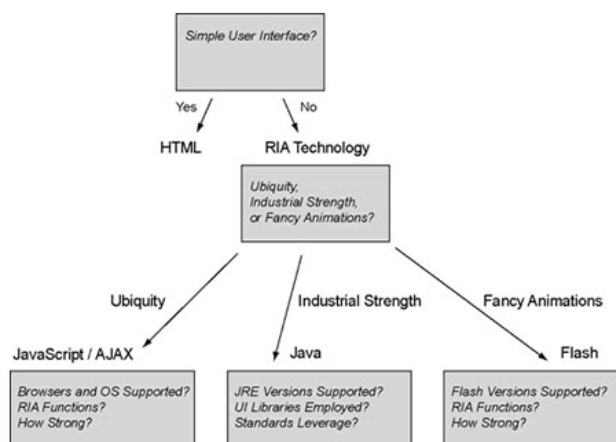 Simple User Interface?
Yes
No
HTML
RIA Technology
Ubiquity,
Industrial Strength,
or Fancy Animations?
Ubiquity
Industrial Strength
Fancy Animations
JavaScript / AJAX
Java
Flash
Browsers and OS Supported?
RIA Functions?
How Strong?
JRE Versions Supported?
UI Libraries Employed?
Standards Leverage?
Flash Versions Supported?
RIA Functions?
How Strong?